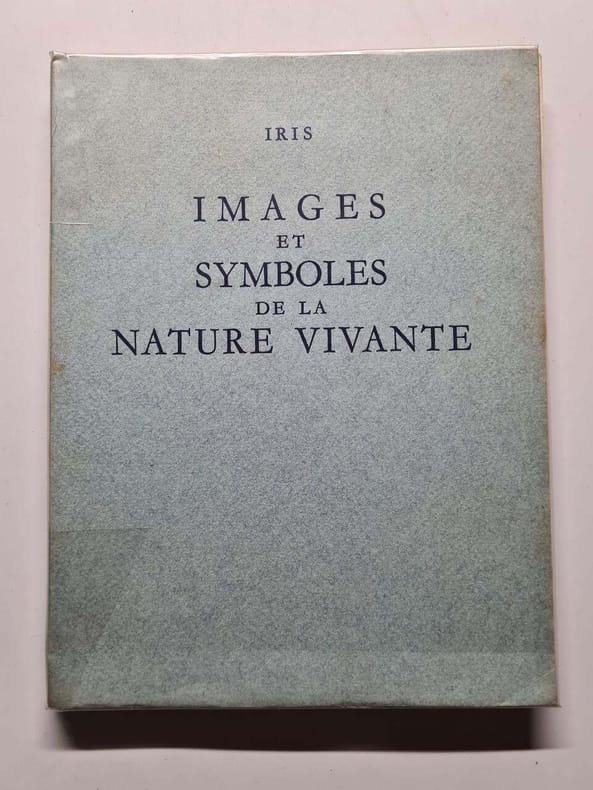 IRIS
IMAGES
ET
SYMBOLES
DE LA
NATURE VIVANTE